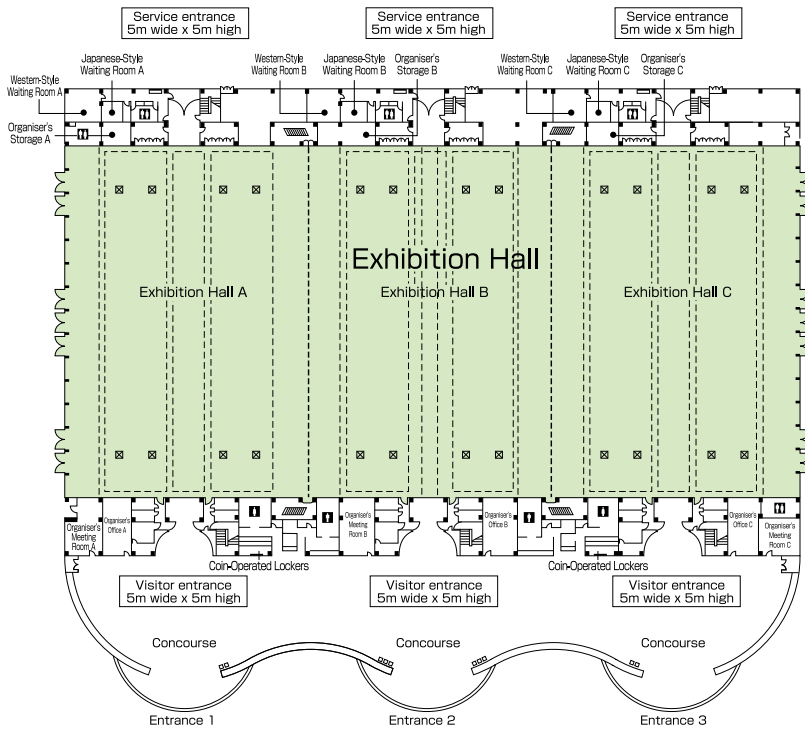 Service entrance
5m wide x 5m high
Service entrance
5m wide x 5m high
Service entrance
5m wide x 5m high
Japanese-Style
Waiting Room A
Western-Style
Waiting Room A
Organiser's
Storage A
Western-Style
Waiting Room B
Japanese-Style
Waiting Room B
Organiser's
Storage B
Western-Style
Waiting Room C
Japanese-Style
Waiting Room C
Organiser's
Storage C
Exhibition Hall
Exhibition Hall A
Exhibition Hall B
Exhibition Hall C
Organiser's
Meeting
Room A
Organiser's
Office A
Organiser's
Meeting
Room B
Organiser's
Office B
Organiser's
Office C
Organiser's
Meeting
Room C
Coin-Operated Lockers
Coin-Operated Lockers
Visitor entrance
5m wide x 5m high
Visitor entrance
5m wide x 5m high
Visitor entrance
5m wide x 5m high
Concourse
Concourse
Concourse
Entrance 1
Entrance 2
Entrance 3